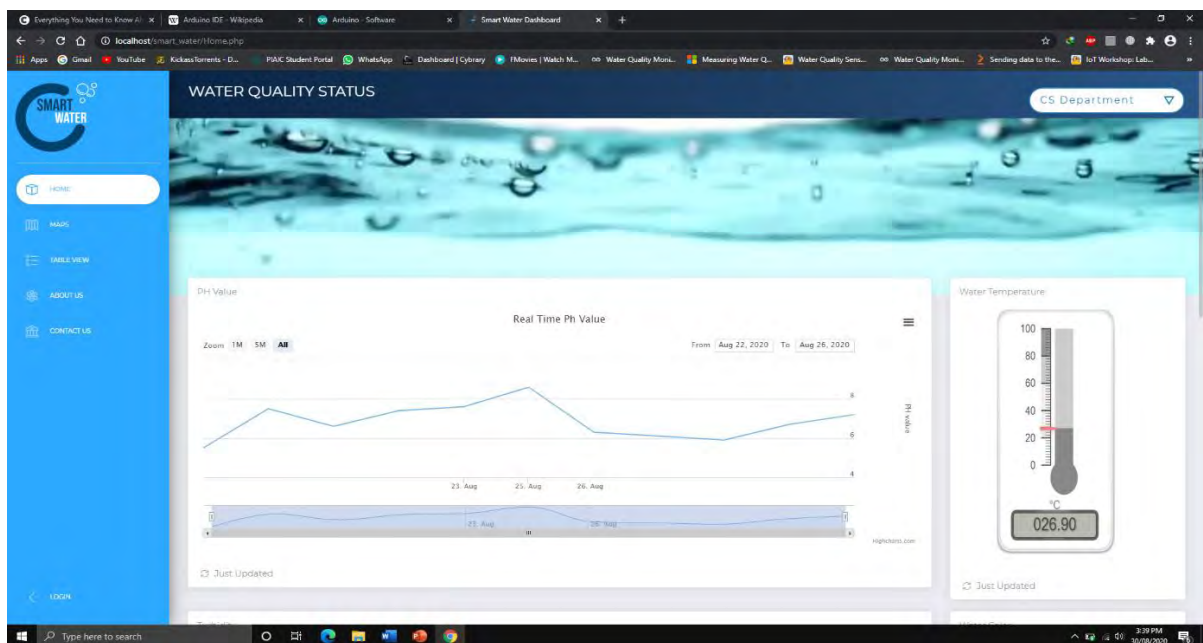 Everything You Need to Know Ab
Arduino IDE - Wikipedia
Arduino - Software
Smart Water Dashboard
localhost/smart_water/Home.php
Apps
Gmail
YouTube
KickassTorrents - D...
PIAIC Student Portal
WhatsApp
Dashboard | Cybrary
FMovies | Watch M...
Water Quality Moni...
Measuring Water Q...
Water Quality Sens...
Water Quality Moni...
Sending data to the...
IoT Workshop: Lab...
SMART
WATER
WATER QUALITY STATUS
CS Department
HOME
MAPS
TABLE VIEW
ABOUT US
CONTACT US
LOGIN
PH Value
Real Time Ph Value
Zoom 1M 5M All
From Aug 22, 2020 To Aug 26, 2020
8
6
4
PH value
23. Aug 25. Aug 26. Aug
23. Aug 26. Aug
Highcharts.com
Just Updated
Water Temperature
100
80
60
40
20
0
°C
026.90
Just Updated
Type here to search
3:39 PM
30/08/2020